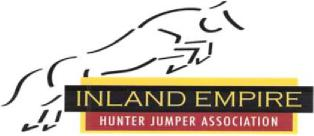 INLAND EMPIRE
HUNTER JUMPER ASSOCIATION